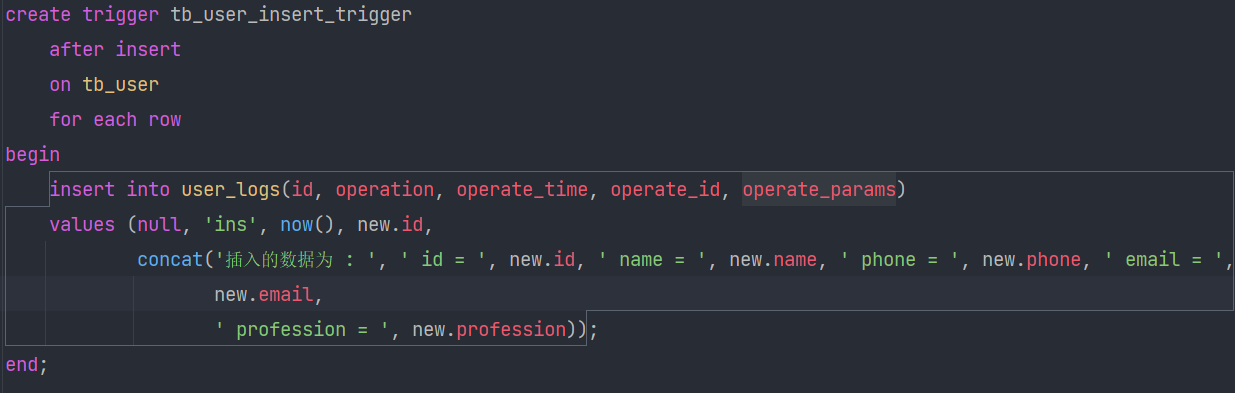 create trigger tb_user_insert_trigger
    after insert
    on tb_user
    for each row
begin
    insert into user_logs(id, operation, operate_time, operate_id, operate_params)
    values (null, 'ins', now(), new.id,
            concat('插入的数据为 : ', ' id = ', new.id, ' name = ', new.name, ' phone = ', new.phone, ' email = ',
                   new.email,
                   ' profession = ', new.profession));
end;